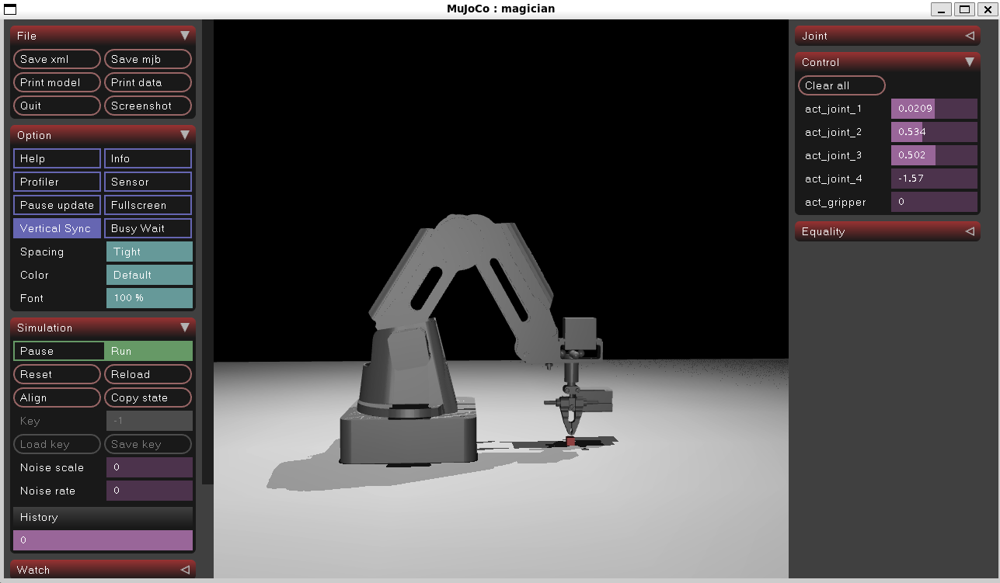 MuJoCo : magician
File
Save xml Save mjb
Print model Print data
Quit Screenshot
Option
Help Info
Profiler Sensor
Pause update Fullscreen
Vertical Sync Busy Wait
Spacing Tight
Color Default
Font 100 %
Simulation
Pause Run
Reset Reload
Align Copy state
Key -1
Load key Save key
Noise scale 0
Noise rate 0
History
0
Watch
Joint
Control
Clear all
act_joint_1 0.0209
act_joint_2 0.534
act_joint_3 0.502
act_joint_4 -1.57
act_gripper 0
Equality